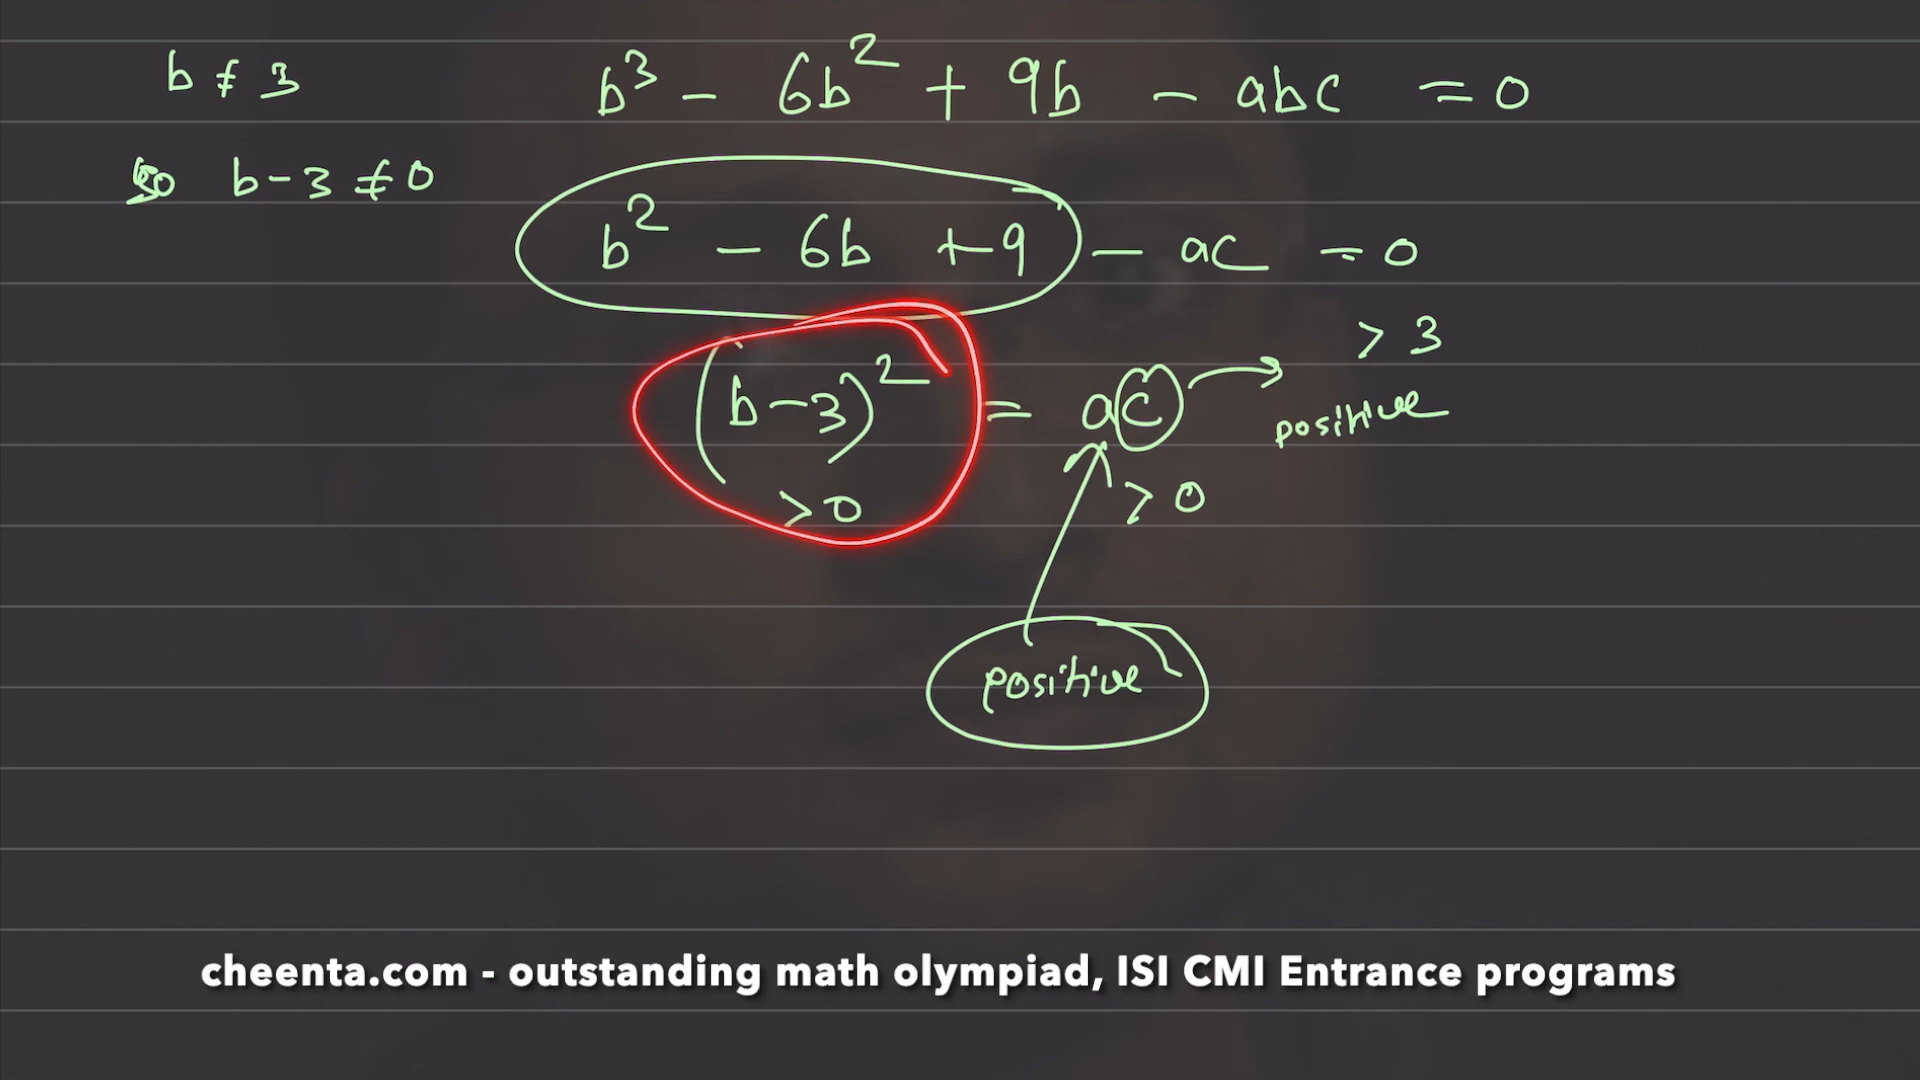 b ≠ 3
b³ - 6b² + 9b - abc = 0
So b - 3 ≠ 0
b² - 6b + 9 - ac = 0
> 3
(b-3)² = ac
positive
> 0
> 0
positive
cheenta.com - outstanding math olympiad, ISI CMI Entrance programs